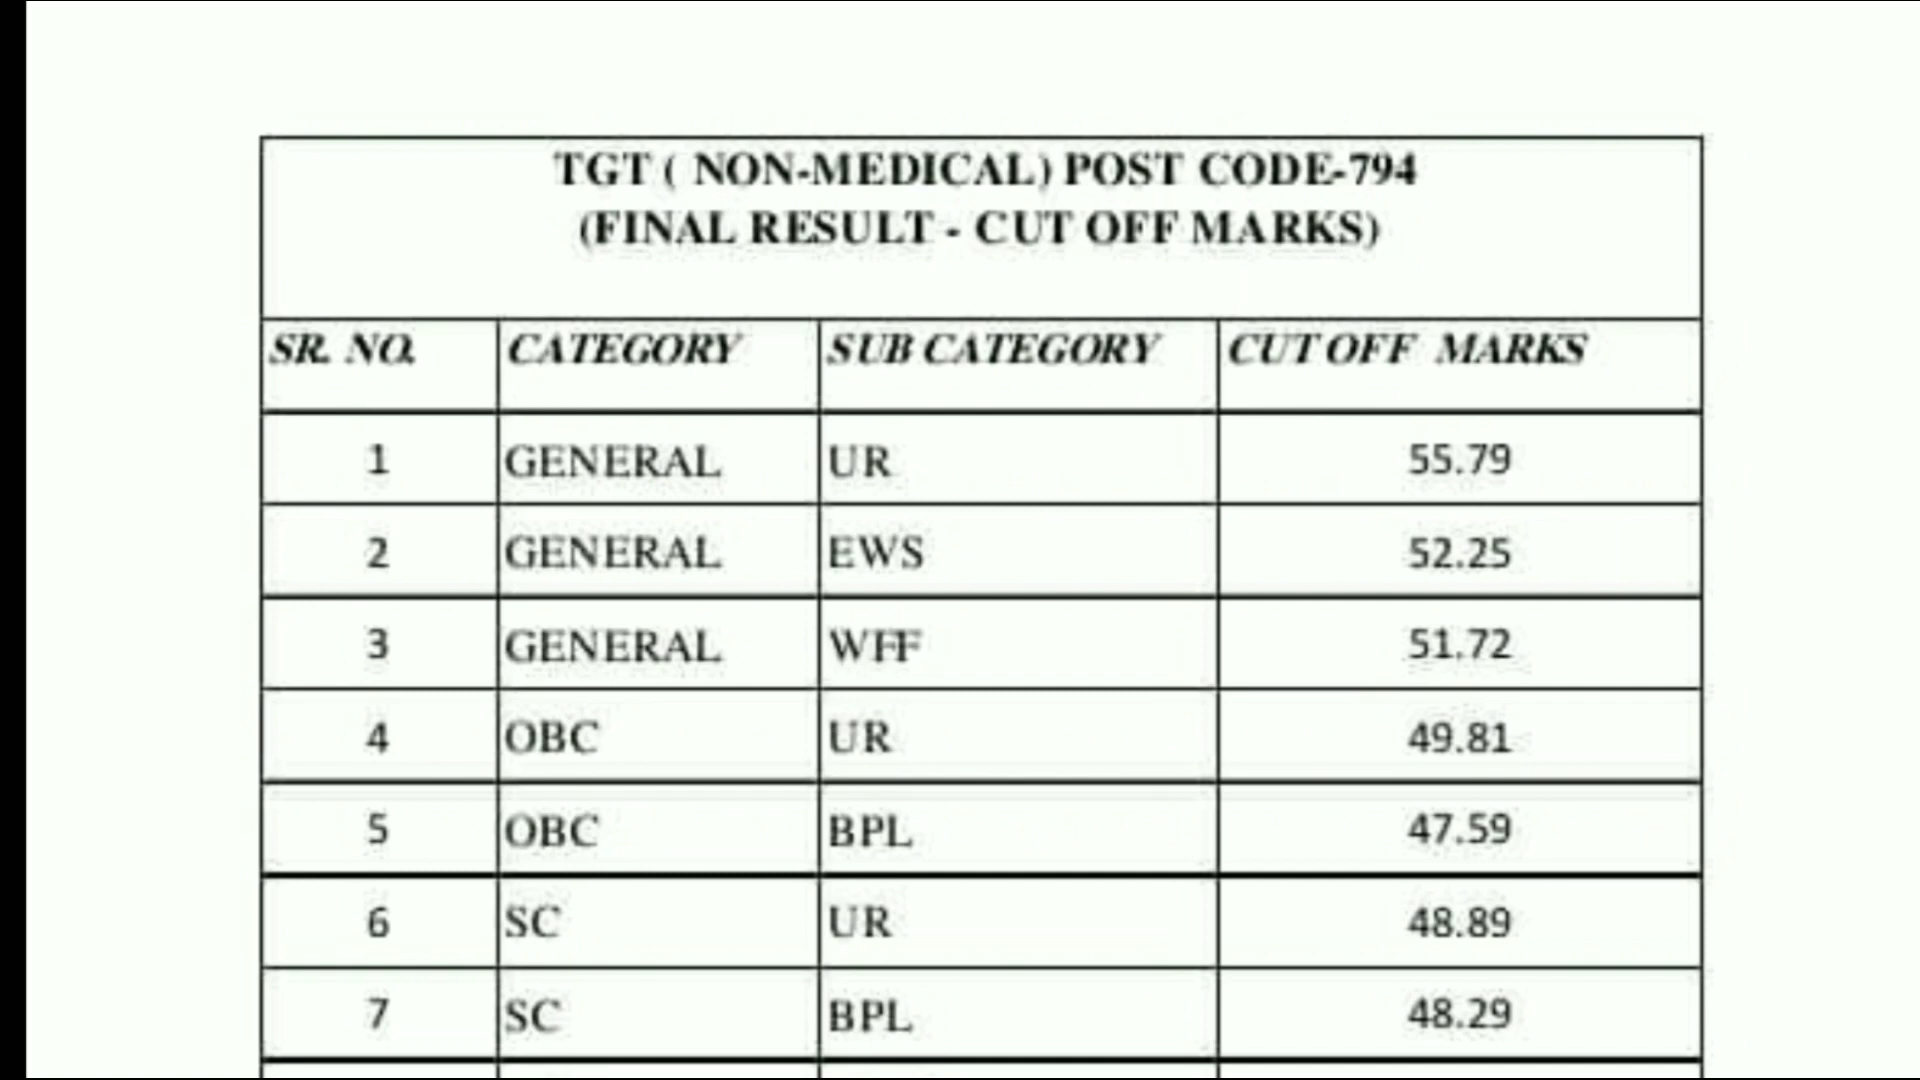 TGT ( NON-MEDICAL) POST CODE-794
(FINAL RESULT - CUT OFF MARKS)
SR. NO. CATEGORY SUB CATEGORY CUT OFF MARKS
1 GENERAL UR 55.79
2 GENERAL EWS 52.25
3 GENERAL WFF 51.72
4 OBC UR 49.81
5 OBC BPL 47.59
6 SC UR 48.89
7 SC BPL 48.29